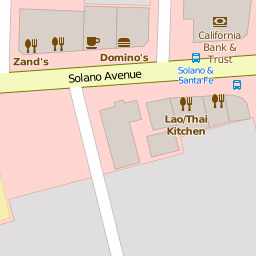 California
Bank &
Trust
Zand's
Domino's
Solano Avenue
Solano &
Santa Fe
Lao/Thai
Kitchen